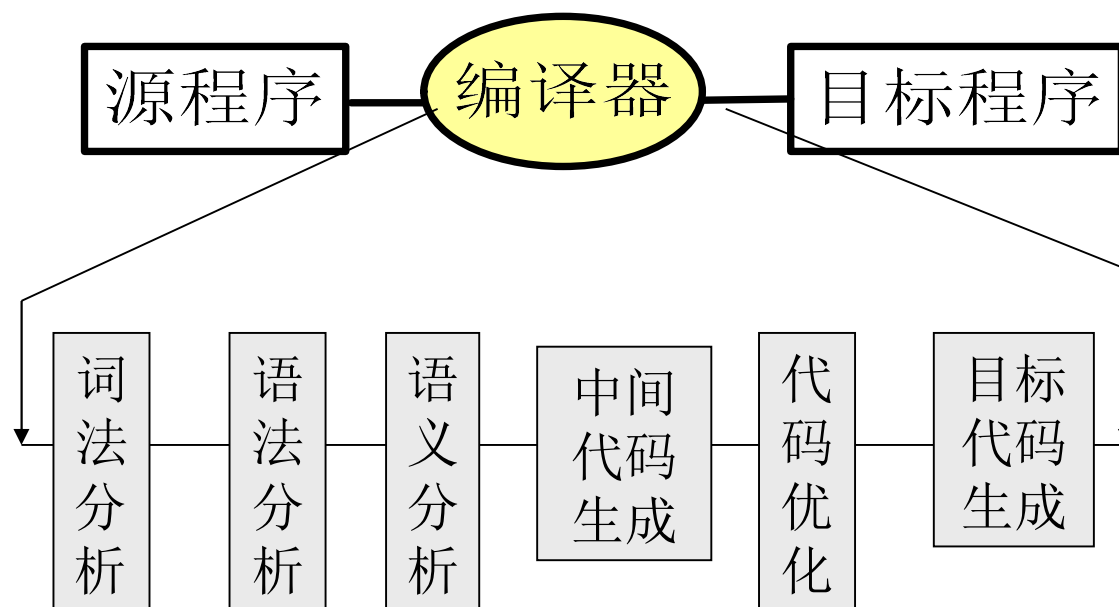 源程序
编译器
目标程序
词法分析
语法分析
语义分析
中间
代码
生成
代码优化
目标
代码
生成